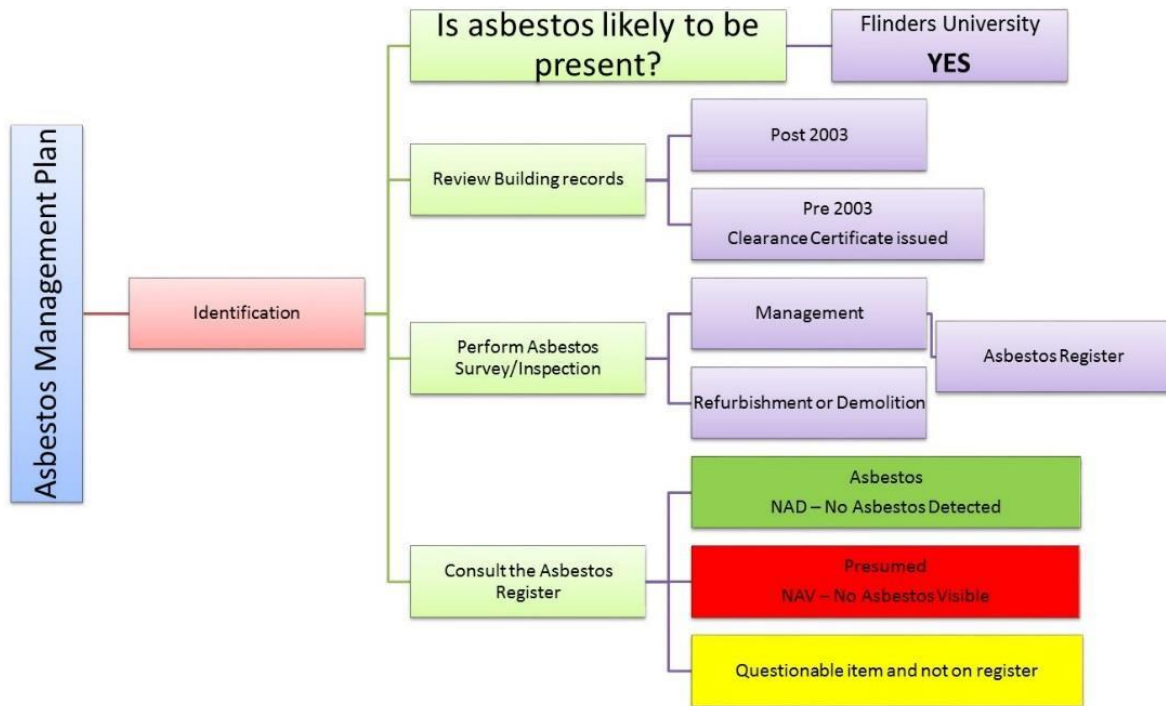 Asbestos Management Plan
Identification
Is asbestos likely to be
present?
Flinders University
YES
Review Building records
Post 2003
Pre 2003
Clearance Certificate issued
Perform Asbestos
Survey/Inspection
Management
Refurbishment or Demolition
Asbestos Register
Consult the Asbestos
Register
Asbestos
NAD – No Asbestos Detected
Presumed
NAV – No Asbestos Visible
Questionable item and not on register